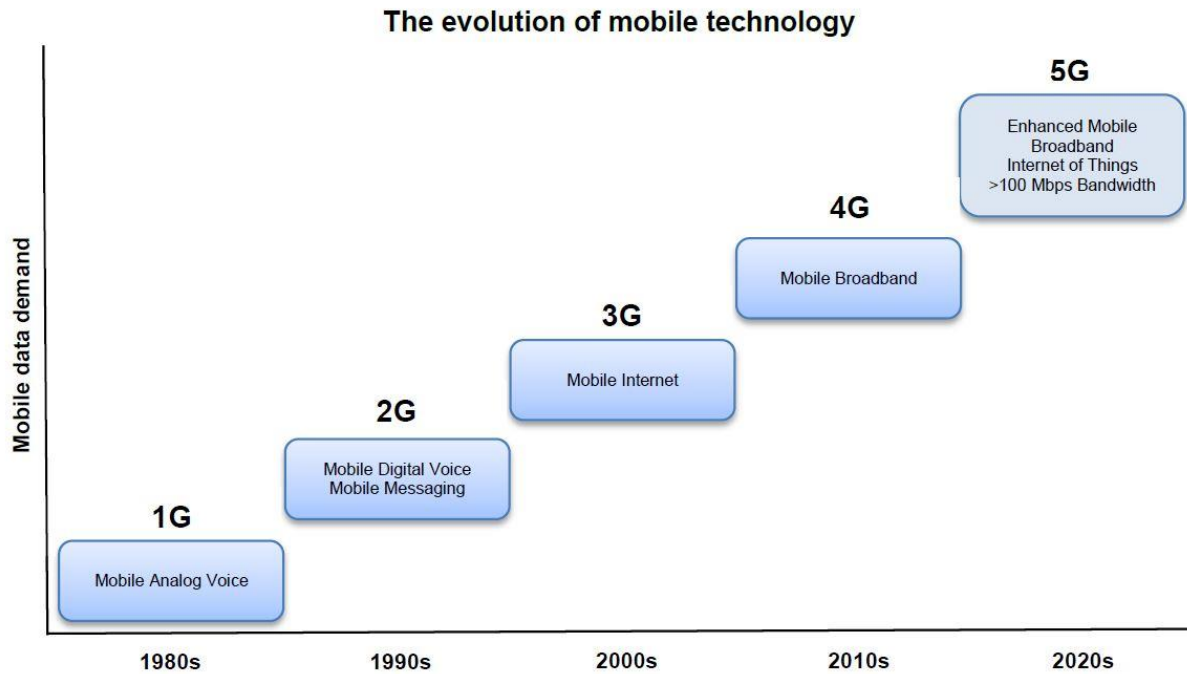 The evolution of mobile technology
5G
Enhanced Mobile
Broadband
Internet of Things
>100 Mbps Bandwidth
4G
Mobile Broadband
3G
Mobile Internet
2G
Mobile Digital Voice
Mobile Messaging
1G
Mobile Analog Voice
Mobile data demand
1980s 1990s 2000s 2010s 2020s